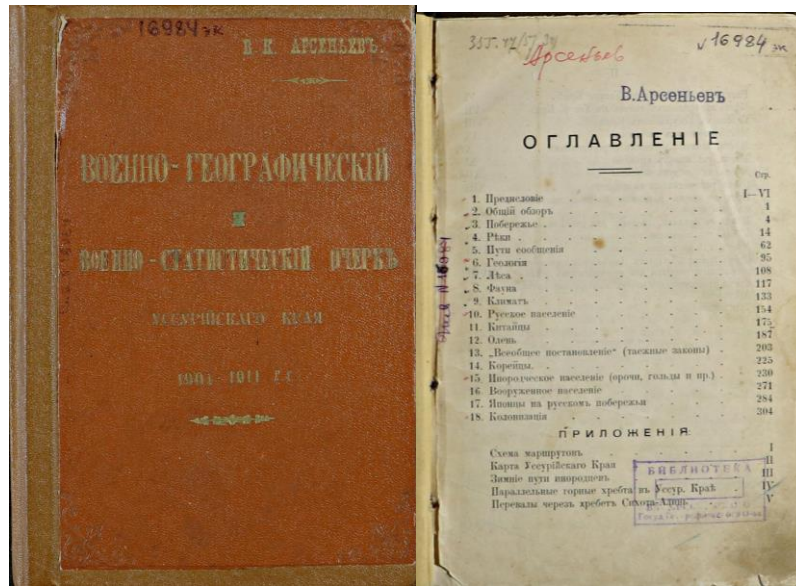 16984 эк
В. К. АРСЕНЬЕВЪ.
ВОЕННО-ГЕОГРАФИЧЕСКІЙ
И
ВОЕННО-СТАТИСТИЧЕСКІЙ ОЧЕРКЪ
УССУРІЙСКАГО КРАЯ
1901-1911 Г.Г.
Арсеньев
√16984 эк
В.Арсеньевъ
ОГЛАВЛЕНІЕ
Стр.
1. Предисловіе I—VI
2. Общій обзоръ 1
3. Побережье 4
4. Рѣки 14
5. Пути сообщенія 62
6. Геологія 95
7. Лѣса 108
8. Фауна 117
9. Климатъ 133
10. Русское населеніе 154
11. Китайцы 175
12. Олень 187
13. „Всеобщее постановленіе“ (таежные законы) 203
14. Корейцы 225
15. Инородческое населеніе (орочи, гольды и пр.) 230
16. Вооруженное населеніе 271
17. Японцы на русскомъ побережьи 284
18. Колонизація 304
ПРИЛОЖЕНІЯ
Схема маршрутовъ I
Карта Уссурійскаго Края II
Зимніе пути инородцевъ III
Параллельные горные хребта въ Уссур. Краѣ IV
Перевалы черезъ хребетъ Сихота-Алинь V
БИБЛИОТЕКА